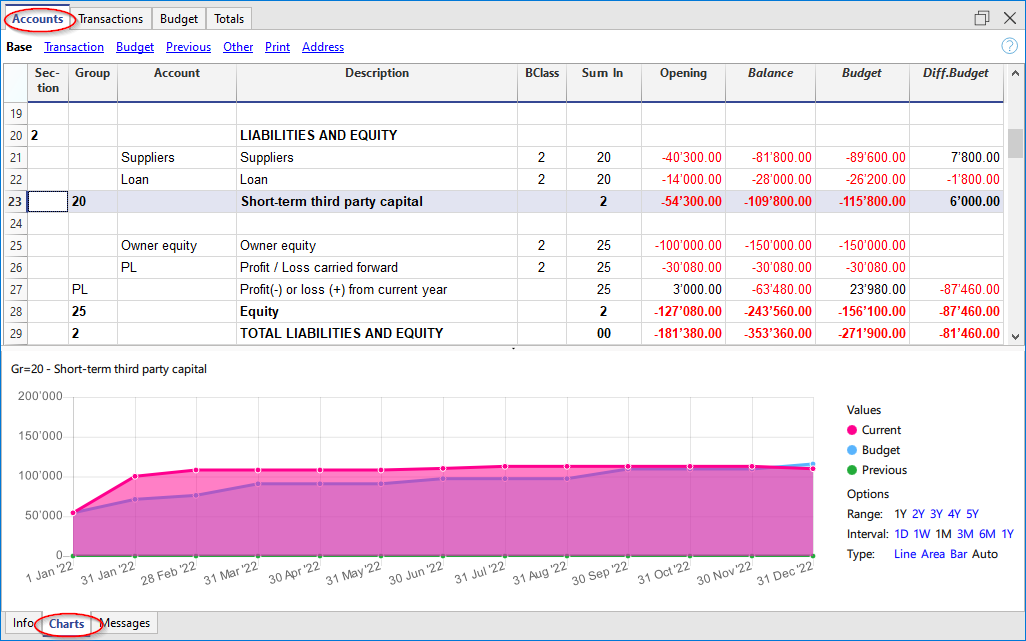 Accounts Transactions Budget Totals
Base Transaction Budget Previous Other Print Address ?
Sec-tion Group Account Description BClass Sum In Opening Balance Budget Diff.Budget
19
20 2 LIABILITIES AND EQUITY
21 Suppliers Suppliers 2 20 -40'300.00 -81'800.00 -89'600.00 7'800.00
22 Loan Loan 2 20 -14'000.00 -28'000.00 -26'200.00 -1'800.00
23 20 Short-term third party capital 2 -54'300.00 -109'800.00 -115'800.00 6'000.00
24
25 Owner equity Owner equity 2 25 -100'000.00 -150'000.00 -150'000.00
26 PL Profit / Loss carried forward 2 25 -30'080.00 -30'080.00 -30'080.00
27 PL Profit(-) or loss (+) from current year 25 3'000.00 -63'480.00 23'980.00 -87'460.00
28 25 Equity 2 -127'080.00 -243'560.00 -156'100.00 -87'460.00
29 2 TOTAL LIABILITIES AND EQUITY 00 -181'380.00 -353'360.00 -271'900.00 -81'460.00
Gr=20 - Short-term third party capital
200'000
150'000
100'000
50'000
0
1 Jan '22 31 Jan '22 28 Feb '22 31 Mar '22 30 Apr '22 31 May '22 30 Jun '22 31 Jul '22 31 Aug '22 30 Sep '22 31 Oct '22 30 Nov '22 31 Dec '22
Values
Current
Budget
Previous
Options
Range: 1Y 2Y 3Y 4Y 5Y
Interval: 1D 1W 1M 3M 6M 1Y
Type: Line Area Bar Auto
Info Charts Messages